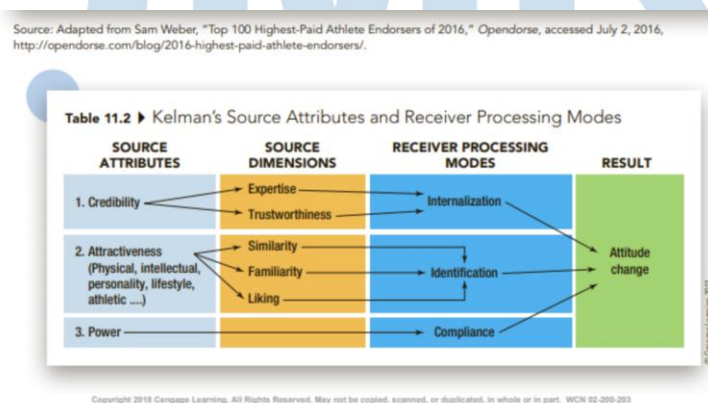 Source: Adapted from Sam Weber, "Top 100 Highest-Paid Athlete Endorsers of 2016," Opendorse, accessed July 2, 2016,
http://opendorse.com/blog/2016-highest-paid-athlete-endorsers/.
Table 11.2 ▶ Kelman's Source Attributes and Receiver Processing Modes
SOURCE ATTRIBUTES
SOURCE DIMENSIONS
RECEIVER PROCESSING MODES
RESULT
1. Credibility
Expertise
Trustworthiness
Internalization
2. Attractiveness
(Physical, intellectual,
personality, lifestyle,
athletic ....)
Similarity
Familiarity
Liking
Identification
3. Power
Compliance
Attitude
change
Copyright 2018 Cengage Learning. All Rights Reserved. May not be copied, scanned, or duplicated, in whole or in part. WCN 02-200-203